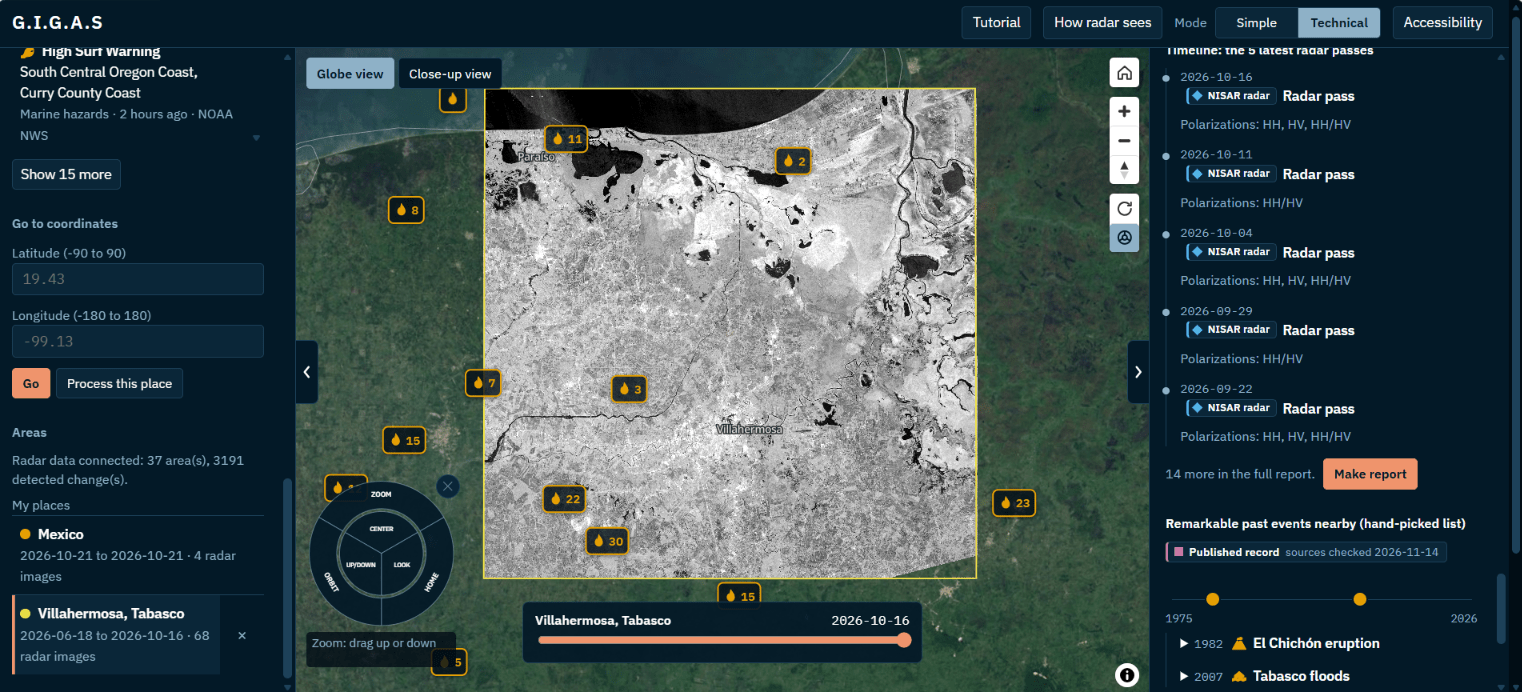 G.I.G.A.S
Tutorial
How radar sees
Mode
Simple
Technical
Accessibility
High Surf Warning
South Central Oregon Coast,
Curry County Coast
Marine hazards · 2 hours ago · NOAA
NWS
Show 15 more
Go to coordinates
Latitude (-90 to 90)
19.43
Longitude (-180 to 180)
-99.13
Go
Process this place
Areas
Radar data connected: 37 area(s), 3191
detected change(s).
My places
Mexico
2026-10-21 to 2026-10-21 · 4 radar
images
Villahermosa, Tabasco
2026-06-18 to 2026-10-16 · 68
radar images
Globe view
Close-up view
11
Paraíso
2
8
7
3
Villahermosa
15
22
23
30
15
5
ZOOM
CENTER
UP/DOWN
LOOK
ORBIT
HOME
Zoom: drag up or down
Villahermosa, Tabasco
2026-10-16
Timeline: the 5 latest radar passes
2026-10-16
NISAR radar
Radar pass
Polarizations: HH, HV, HH/HV
2026-10-11
NISAR radar
Radar pass
Polarizations: HH/HV
2026-10-04
NISAR radar
Radar pass
Polarizations: HH, HV, HH/HV
2026-09-29
NISAR radar
Radar pass
Polarizations: HH/HV
2026-09-22
NISAR radar
Radar pass
Polarizations: HH, HV, HH/HV
14 more in the full report.
Make report
Remarkable past events nearby (hand-picked list)
Published record sources checked 2026-11-14
1975
2026
1982 El Chichón eruption
2007 Tabasco floods